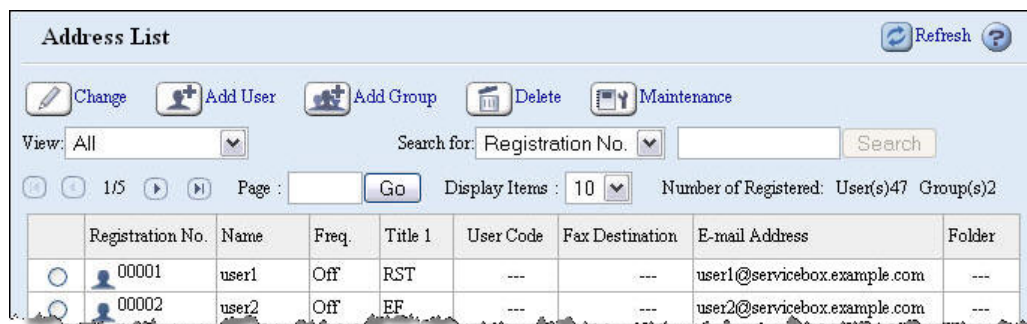 Address List Refresh ?
Change Add User Add Group Delete Maintenance
View: All Search for: Registration No. Search
1/5 Page : Go Display Items : 10 Number of Registered: User(s)47 Group(s)2
Registration No. Name Freq. Title 1 User Code Fax Destination E-mail Address Folder
00001 user1 Off RST --- --- user1@servicebox.example.com ---
00002 user2 Off EF --- --- user2@servicebox.example.com ---